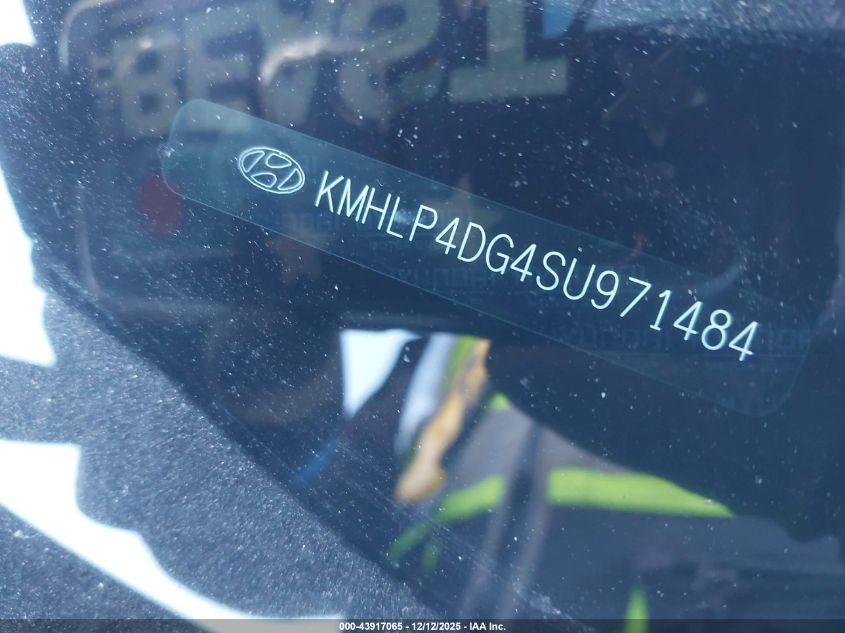 KMHLP4DG4SU971484
000-43917065 - 12/12/2025 - IAA Inc.